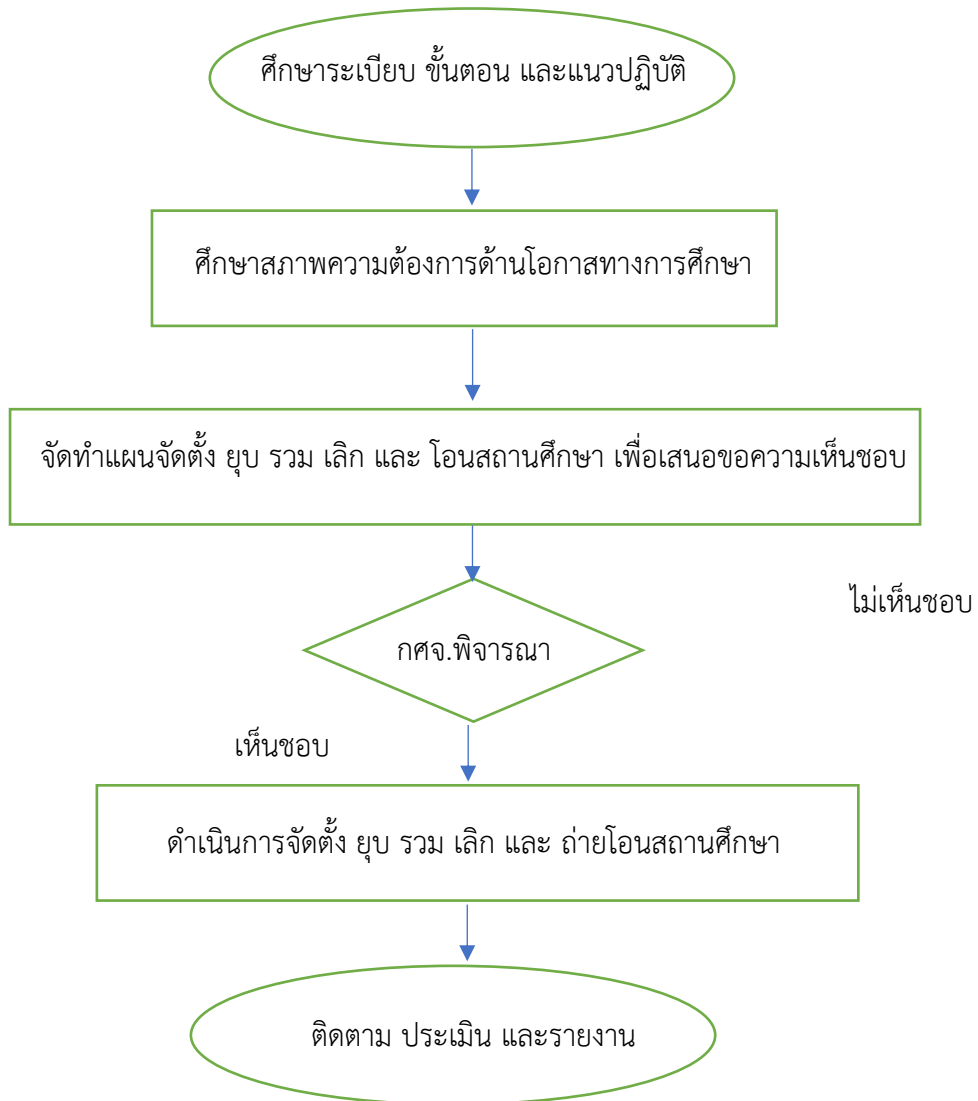 ศึกษาระเบียบ ขั้นตอน และแนวปฏิบัติ
ศึกษาสภาพความต้องการด้านโอกาสทางการศึกษา
จัดทำแผนจัดตั้ง ยุบ รวม เลิก และ โอนสถานศึกษา เพื่อเสนอขอความเห็นชอบ
ไม่เห็นชอบ
กศจ.พิจารณา
เห็นชอบ
ดำเนินการจัดตั้ง ยุบ รวม เลิก และ ถ่ายโอนสถานศึกษา
ติดตาม ประเมิน และรายงาน